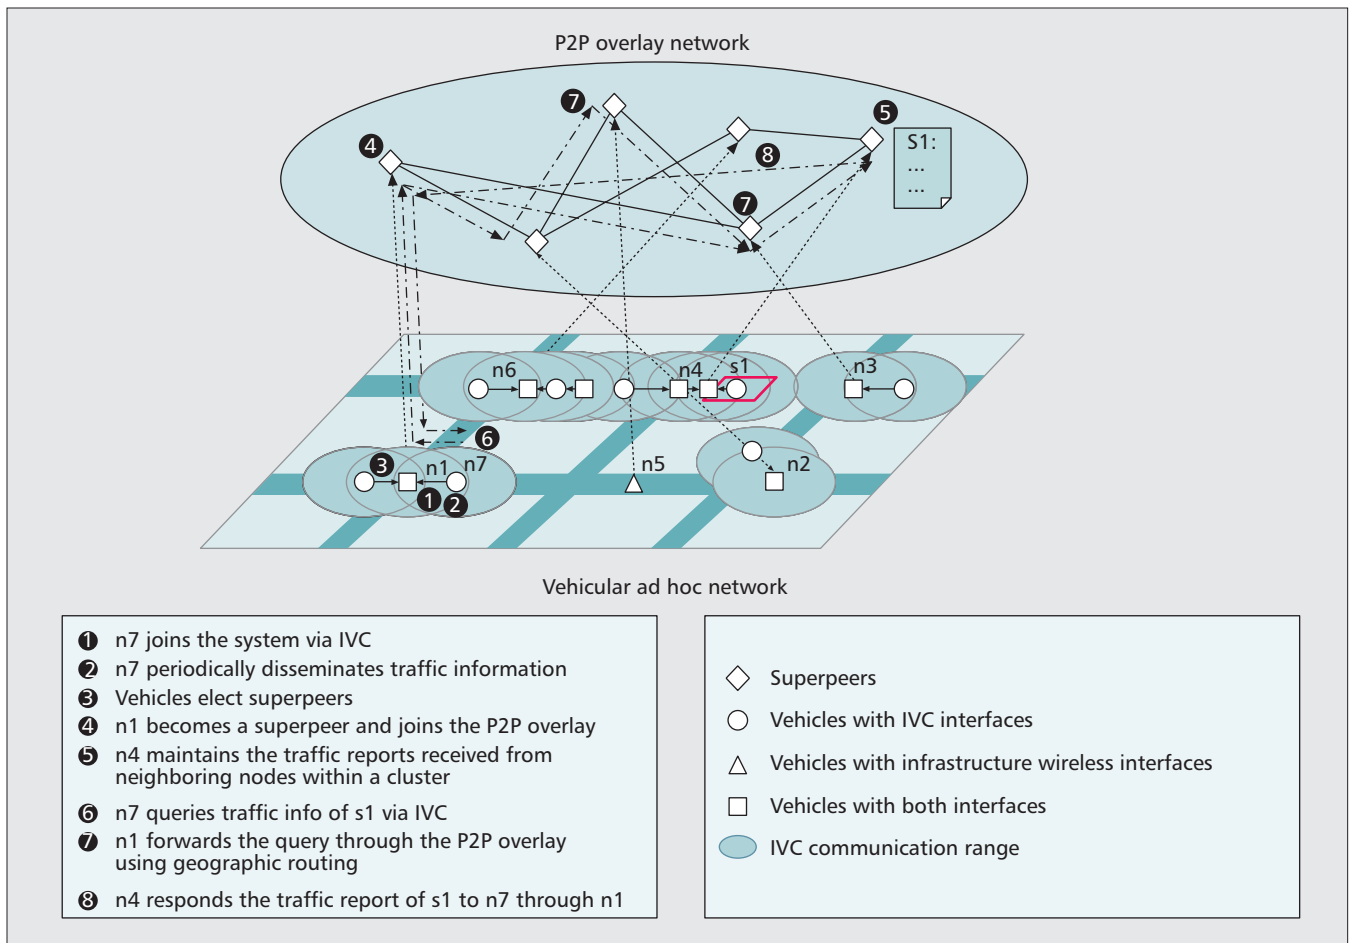 P2P overlay network
7
5
4
S1:
...
...
8
7
n6
n4
s1
n3
6
3
n1
n7
n5
n2
1
2
Vehicular ad hoc network
1 n7 joins the system via IVC
2 n7 periodically disseminates traffic information
3 Vehicles elect superpeers
4 n1 becomes a superpeer and joins the P2P overlay
5 n4 maintains the traffic reports received from
neighboring nodes within a cluster
6 n7 queries traffic info of s1 via IVC
7 n1 forwards the query through the P2P overlay
using geographic routing
8 n4 responds the traffic report of s1 to n7 through n1
Superpeers
Vehicles with IVC interfaces
Vehicles with infrastructure wireless interfaces
Vehicles with both interfaces
IVC communication range